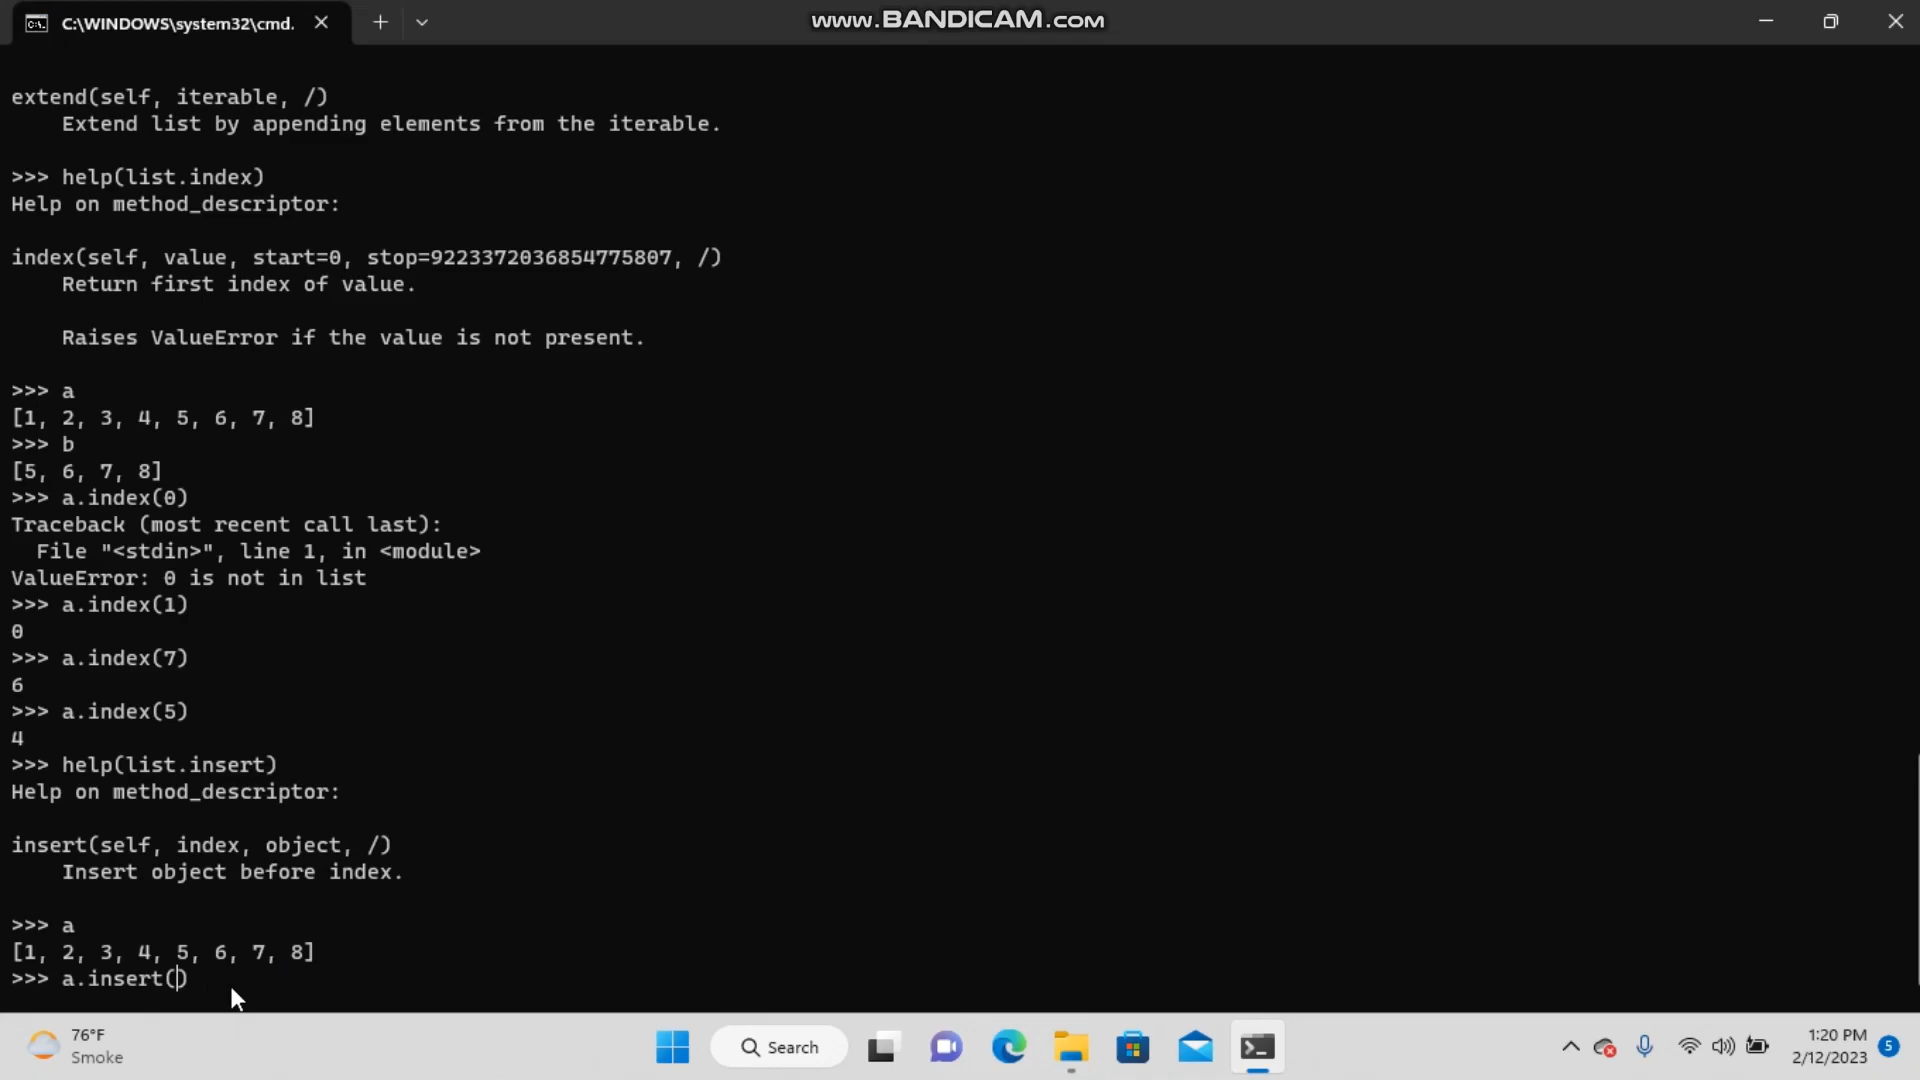 C:\WINDOWS\system32\cmd.
www.BANDICAM.com
extend(self, iterable, /)
Extend list by appending elements from the iterable.
>>> help(list.index)
Help on method_descriptor:
index(self, value, start=0, stop=9223372036854775807, /)
Return first index of value.
Raises ValueError if the value is not present.
>>> a
[1, 2, 3, 4, 5, 6, 7, 8]
>>> b
[5, 6, 7, 8]
>>> a.index(0)
Traceback (most recent call last):
File "<stdin>", line 1, in <module>
ValueError: 0 is not in list
>>> a.index(1)
0
>>> a.index(7)
6
>>> a.index(5)
4
>>> help(list.insert)
Help on method_descriptor:
insert(self, index, object, /)
Insert object before index.
>>> a
[1, 2, 3, 4, 5, 6, 7, 8]
>>> a.insert()
76°F
Smoke
Search
1:20 PM
2/12/2023
5